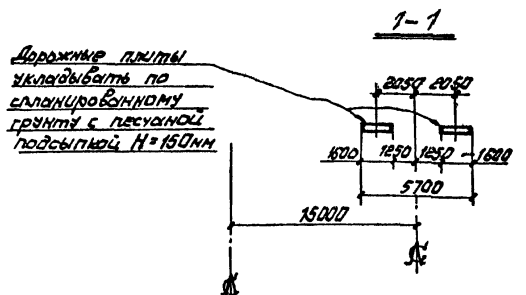 1-1
Дорожные плиты
укладывать по
спланированному
грунту с песчаной
подсыпкой H=150мм
2050 2050
1600 1250 1250 1600
5700
15000